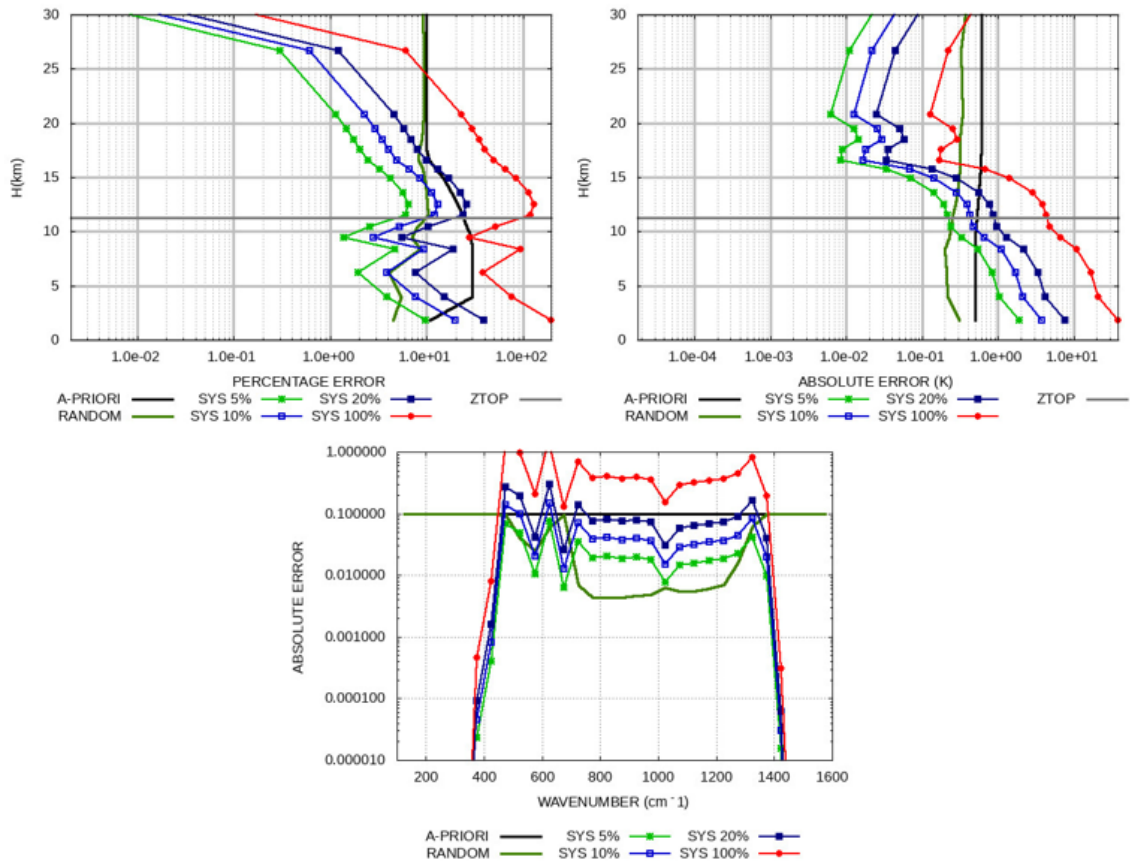 30
25
20
15
10
5
0
H(km)
1.0e-02 1.0e-01 1.0e+00 1.0e+01 1.0e+02
PERCENTAGE ERROR
A-PRIORI SYS 5% SYS 20% ZTOP
RANDOM SYS 10% SYS 100%
30
25
20
15
10
5
0
H(km)
1.0e-04 1.0e-03 1.0e-02 1.0e-01 1.0e+00 1.0e+01
ABSOLUTE ERROR (K)
A-PRIORI SYS 5% SYS 20% ZTOP
RANDOM SYS 10% SYS 100%
1.000000
0.100000
0.010000
0.001000
0.000100
0.000010
ABSOLUTE ERROR
200 400 600 800 1000 1200 1400 1600
WAVENUMBER (cm⁻1)
A-PRIORI SYS 5% SYS 20%
RANDOM SYS 10% SYS 100%